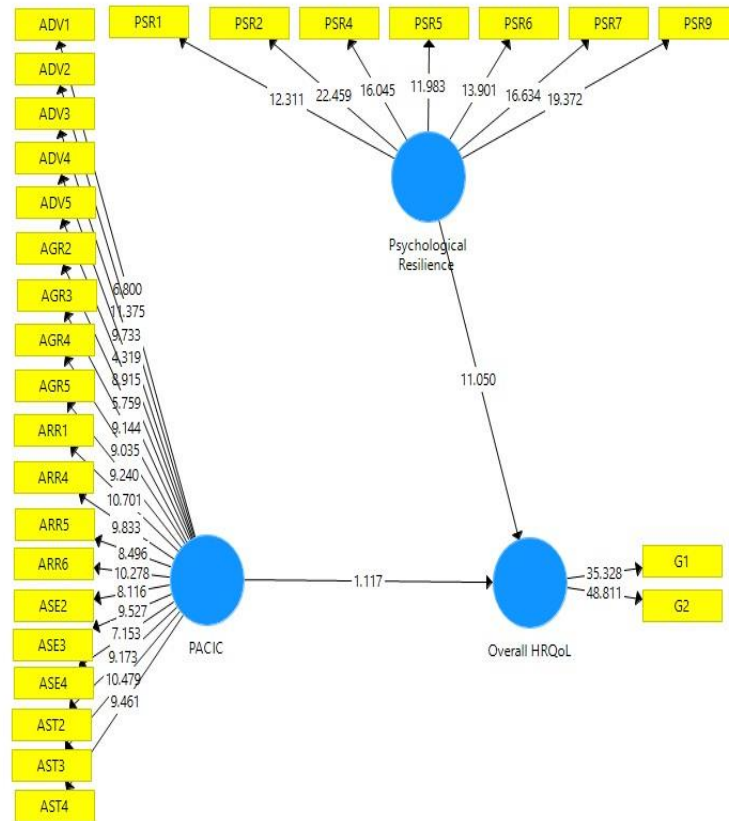 ADV1
PSR1
PSR2
PSR4
PSR5
PSR6
PSR7
PSR9
ADV2
ADV3
ADV4
ADV5
AGR2
AGR3
AGR4
AGR5
ARR1
ARR4
ARR5
ARR6
ASE2
ASE3
ASE4
AST2
AST3
AST4
12.311
22.459
16.045
11.983
13.901
16.634
19.372
Psychological
Resilience
11.050
6.800
11.375
9.733
4.319
8.915
5.759
9.144
9.035
9.240
10.701
9.833
8.496
10.278
8.116
9.527
7.153
9.173
10.479
9.461
PACIC
1.117
Overall HRQoL
35.328
48.811
G1
G2